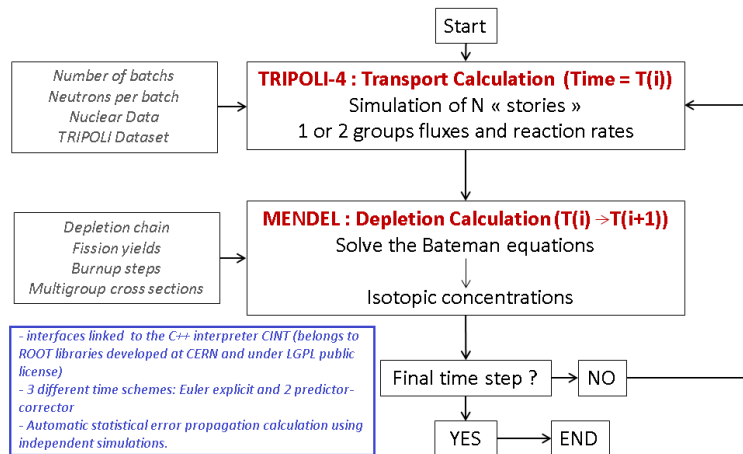 Start
Number of batchs
Neutrons per batch
Nuclear Data
TRIPOLI Dataset
TRIPOLI-4 : Transport Calculation (Time = T(i))
Simulation of N « stories »
1 or 2 groups fluxes and reaction rates
Depletion chain
Fission yields
Burnup steps
Multigroup cross sections
MENDEL : Depletion Calculation (T(i) →T(i+1))
Solve the Bateman equations
Isotopic concentrations
- interfaces linked to the C++ interpreter CINT (belongs to
ROOT libraries developed at CERN and under LGPL public
license)
- 3 different time schemes: Euler explicit and 2 predictor-
corrector
- Automatic statistical error propagation calculation using
independent simulations.
Final time step ?
NO
YES
END